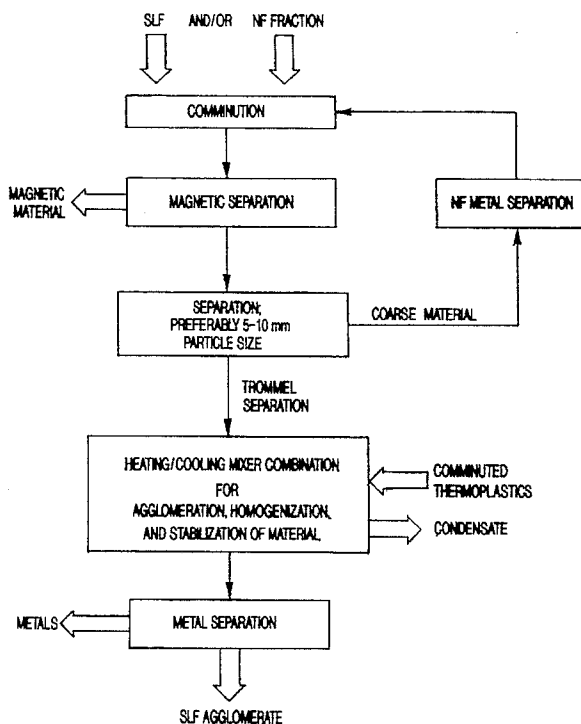 SLF AND/OR NF FRACTION
COMMINUTION
MAGNETIC
MATERIAL
MAGNETIC SEPARATION
NF METAL SEPARATION
SEPARATION;
PREFERABLY 5-10 mm
PARTICLE SIZE
COARSE MATERIAL
TROMMEL
SEPARATION
HEATING/COOLING MIXER COMBINATION
FOR
AGGLOMERATION, HOMOGENIZATION,
AND STABILIZATION OF MATERIAL
COMMINUTED
THERMOPLASTICS
CONDENSATE
METALS
METAL SEPARATION
SLF AGGLOMERATE